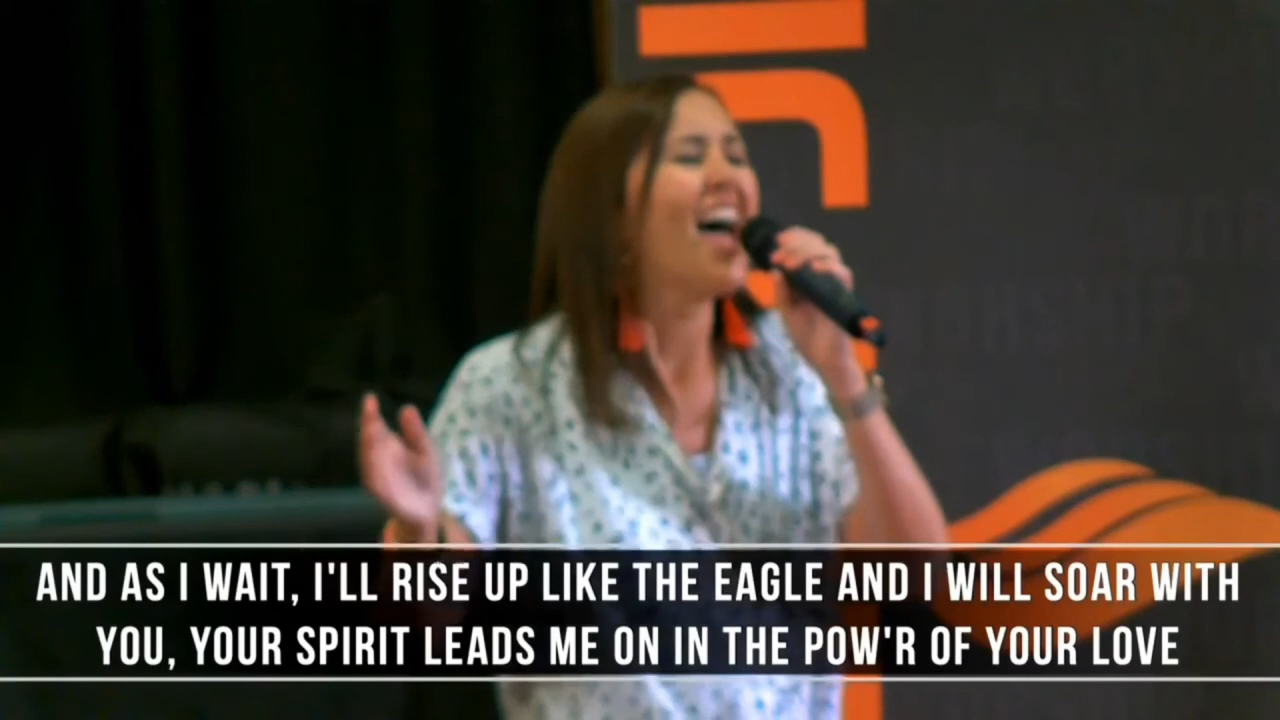 AND AS I WAIT, I'LL RISE UP LIKE THE EAGLE AND I WILL SOAR WITH
YOU, YOUR SPIRIT LEADS ME ON IN THE POW'R OF YOUR LOVE